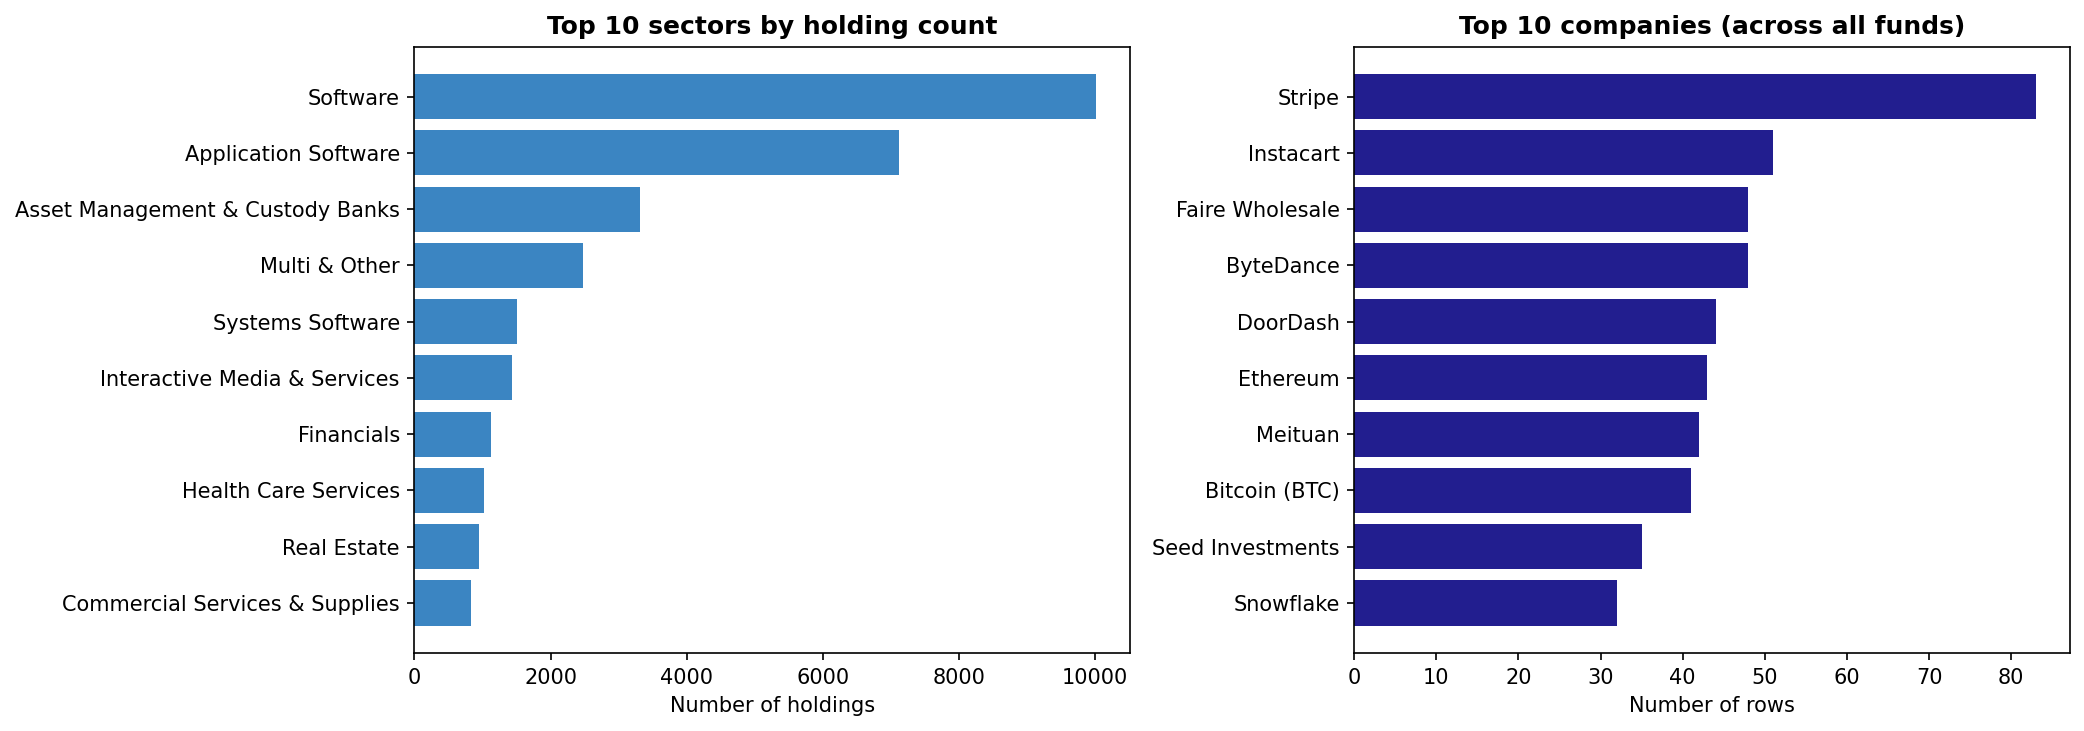 Top 10 sectors by holding count
Software
Application Software
Asset Management & Custody Banks
Multi & Other
Systems Software
Interactive Media & Services
Financials
Health Care Services
Real Estate
Commercial Services & Supplies
0 2000 4000 6000 8000 10000
Number of holdings
Top 10 companies (across all funds)
Stripe
Instacart
Faire Wholesale
ByteDance
DoorDash
Ethereum
Meituan
Bitcoin (BTC)
Seed Investments
Snowflake
0 10 20 30 40 50 60 70 80
Number of rows